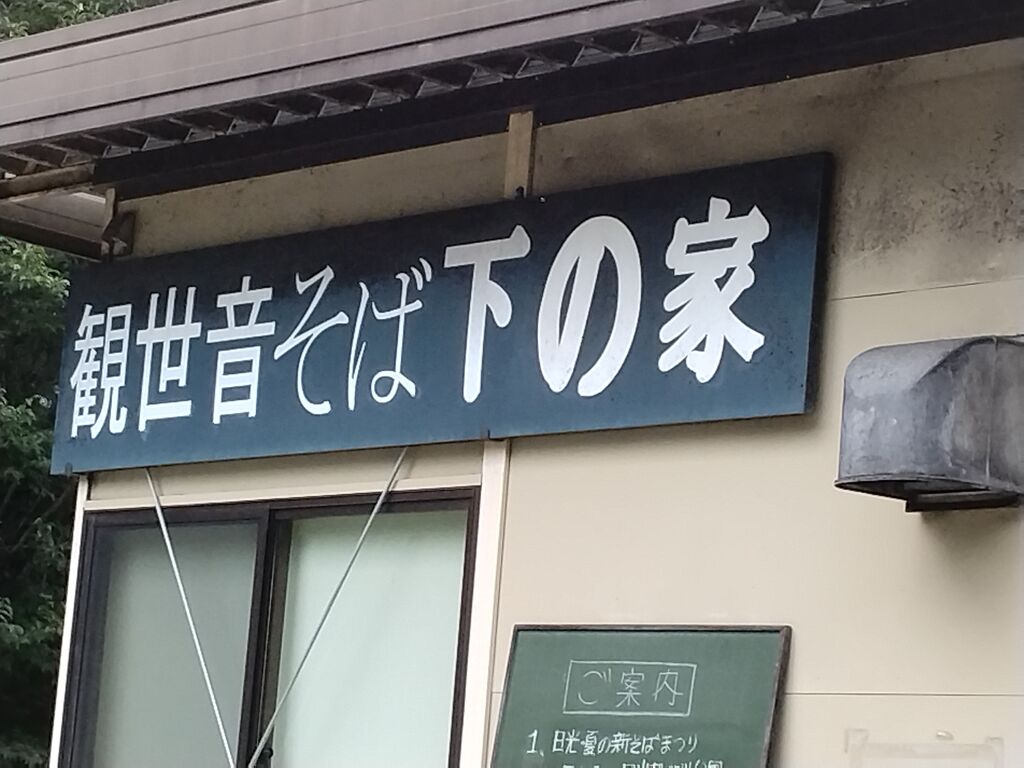 観世音そば下の家
ご案内
1、日光・夏の新そばまつり